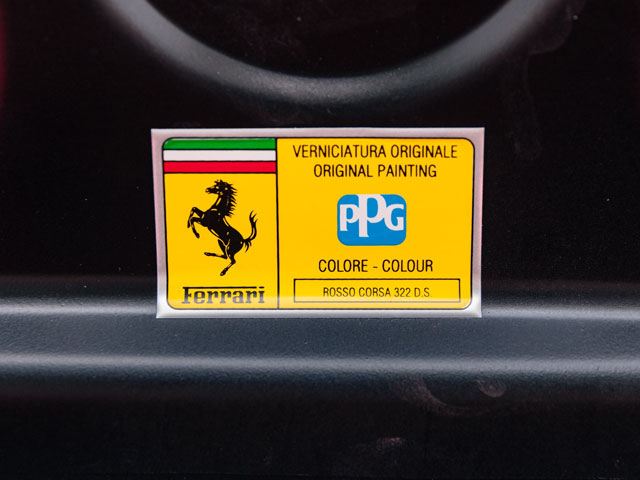 VERNICIATURA ORIGINALE
ORIGINAL PAINTING
PPG
COLORE - COLOUR
ROSSO CORSA 322 D.S.
Ferrari